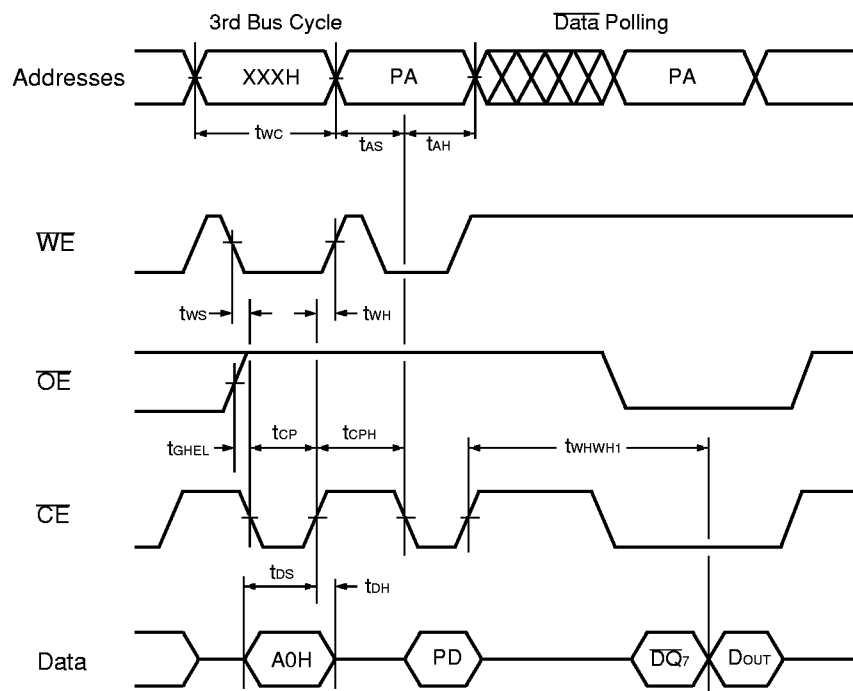 3rd Bus Cycle
Data Polling
Addresses
XXXH
PA
PA
tWC
tAS
tAH
WE
tWS
tWH
OE
tGHEL
tCP
tCPH
tWHWH1
CE
tDS
tDH
Data
A0H
PD
DQ7
DOUT